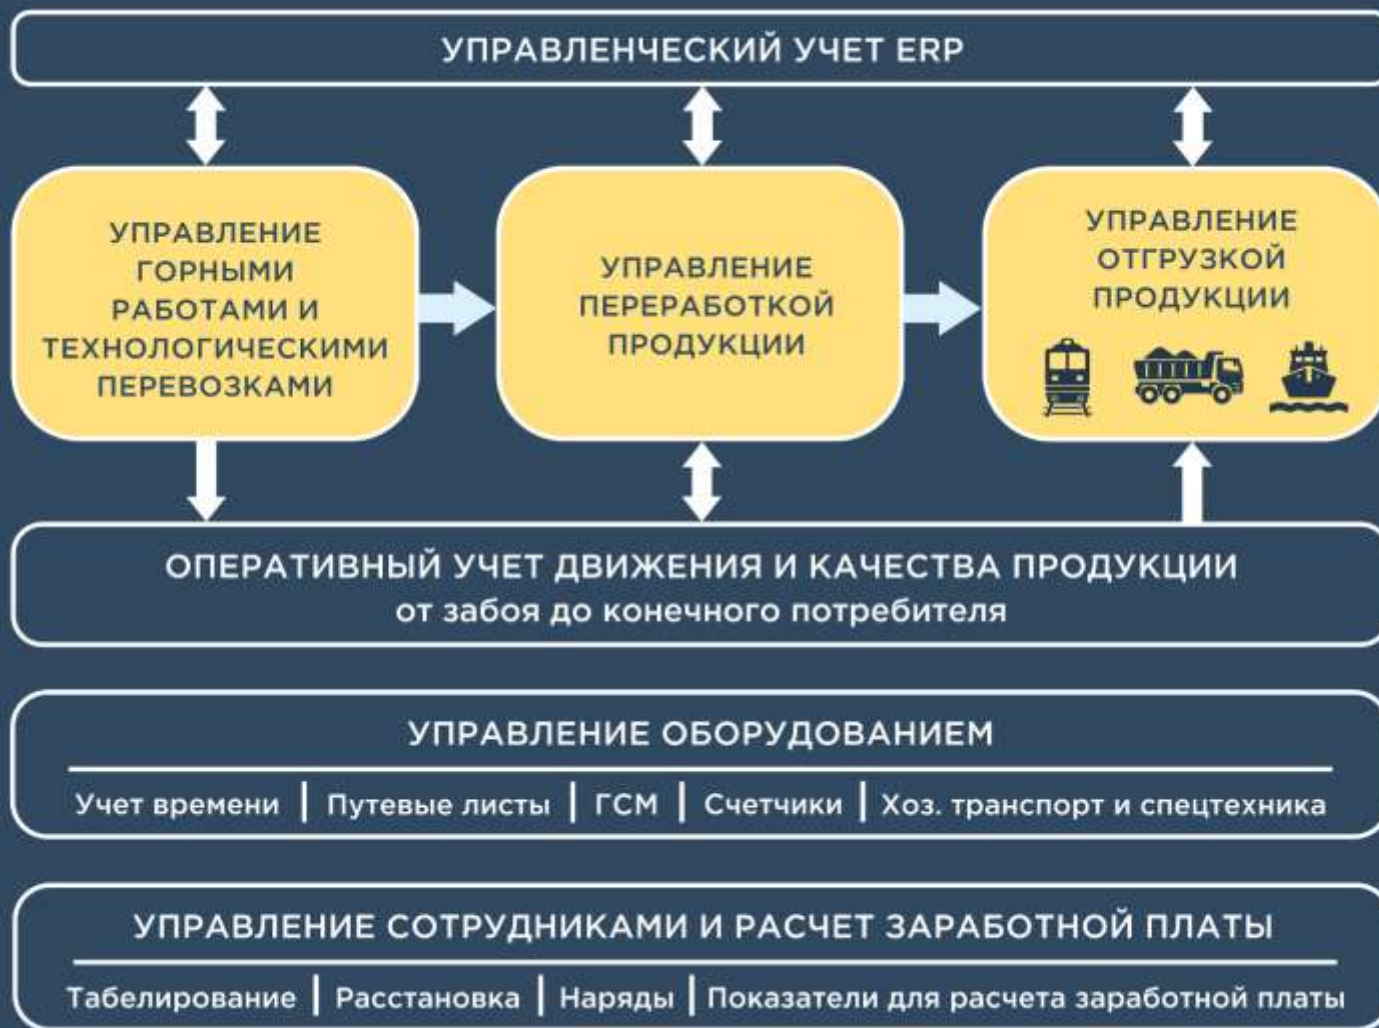 УПРАВЛЕНЧЕСКИЙ УЧЕТ ERP
УПРАВЛЕНИЕ
ГОРНЫМИ
РАБОТАМИ И
ТЕХНОЛОГИЧЕСКИМИ
ПЕРЕВОЗКАМИ
УПРАВЛЕНИЕ
ПЕРЕРАБОТКОЙ
ПРОДУКЦИИ
УПРАВЛЕНИЕ
ОТГРУЗКОЙ
ПРОДУКЦИИ
ОПЕРАТИВНЫЙ УЧЕТ ДВИЖЕНИЯ И КАЧЕСТВА ПРОДУКЦИИ
от забоя до конечного потребителя
УПРАВЛЕНИЕ ОБОРУДОВАНИЕМ
Учет времени | Путевые листы | ГСМ | Счетчики | Хоз. транспорт и спецтехника
УПРАВЛЕНИЕ СОТРУДНИКАМИ И РАСЧЕТ ЗАРАБОТНОЙ ПЛАТЫ
Табелирование | Расстановка | Наряды | Показатели для расчета заработной платы